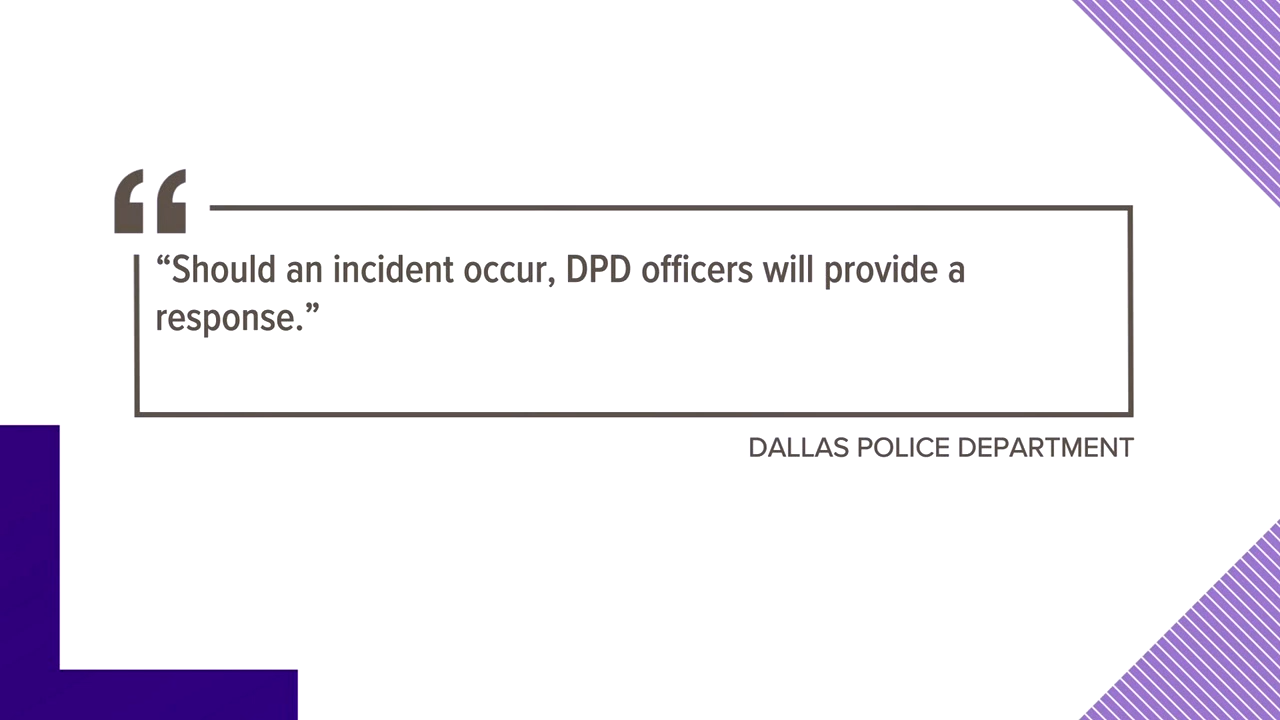 “Should an incident occur, DPD officers will provide a
response.”
DALLAS POLICE DEPARTMENT